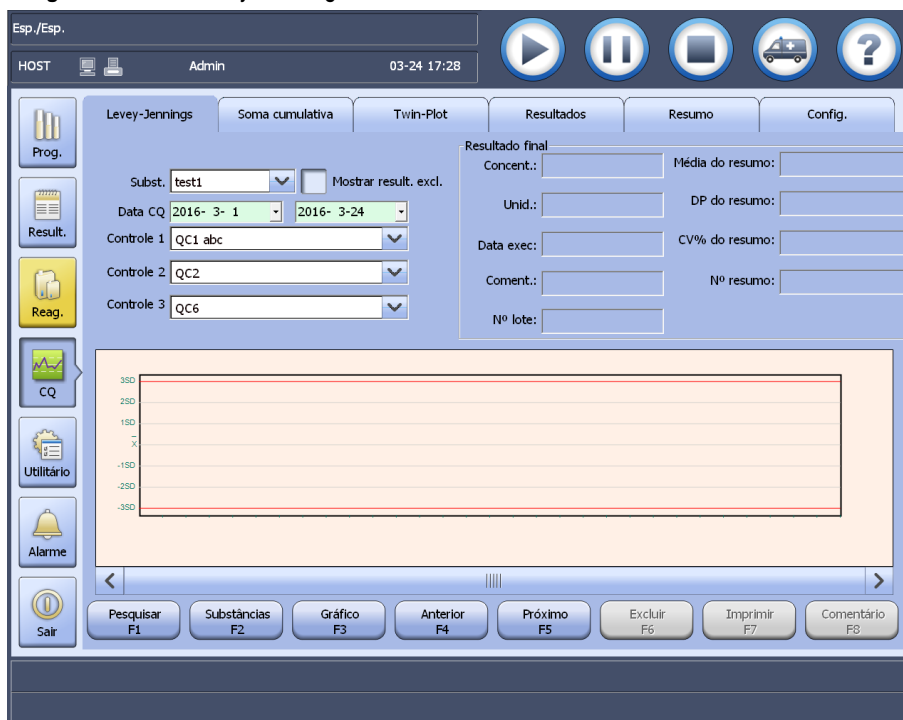 Esp./Esp.
HOST Admin 03-24 17:28
Prog.
Result.
Reag.
CQ
Utilitário
Alarme
Sair
Levey-Jennings Soma cumulativa Twin-Plot Resultados Resumo Config.
Subst. test1 Mostrar result. excl.
Data CQ 2016- 3- 1 2016- 3-24
Controle 1 QC1 abc
Controle 2 QC2
Controle 3 QC6
Resultado final
Concent.: Média do resumo:
Unid.: DP do resumo:
Data exec: CV% do resumo:
Coment.: Nº resumo:
Nº lote:
3SD
2SD
1SD
X
-1SD
-2SD
-3SD
Pesquisar F1
Substâncias F2
Gráfico F3
Anterior F4
Próximo F5
Excluir F6
Imprimir F7
Comentário F8